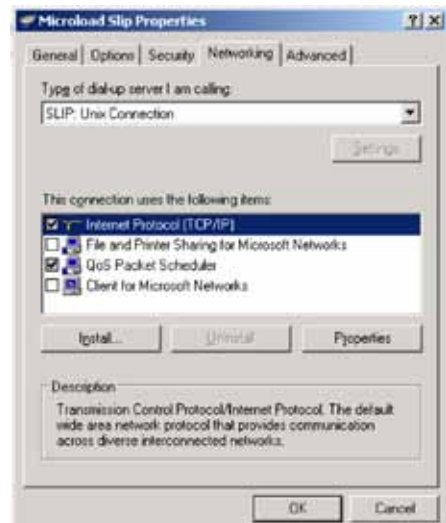 Microload Slip Properties
General Options Security Networking Advanced
Type of dial-up server I am calling:
SLIP: Unix Connection
Settings
This connection uses the following items:
Internet Protocol (TCP/IP)
File and Printer Sharing for Microsoft Networks
QoS Packet Scheduler
Client for Microsoft Networks
Install... Uninstall Properties
Description
Transmission Control Protocol/Internet Protocol. The default
wide area network protocol that provides communication
across diverse interconnected networks.
OK Cancel